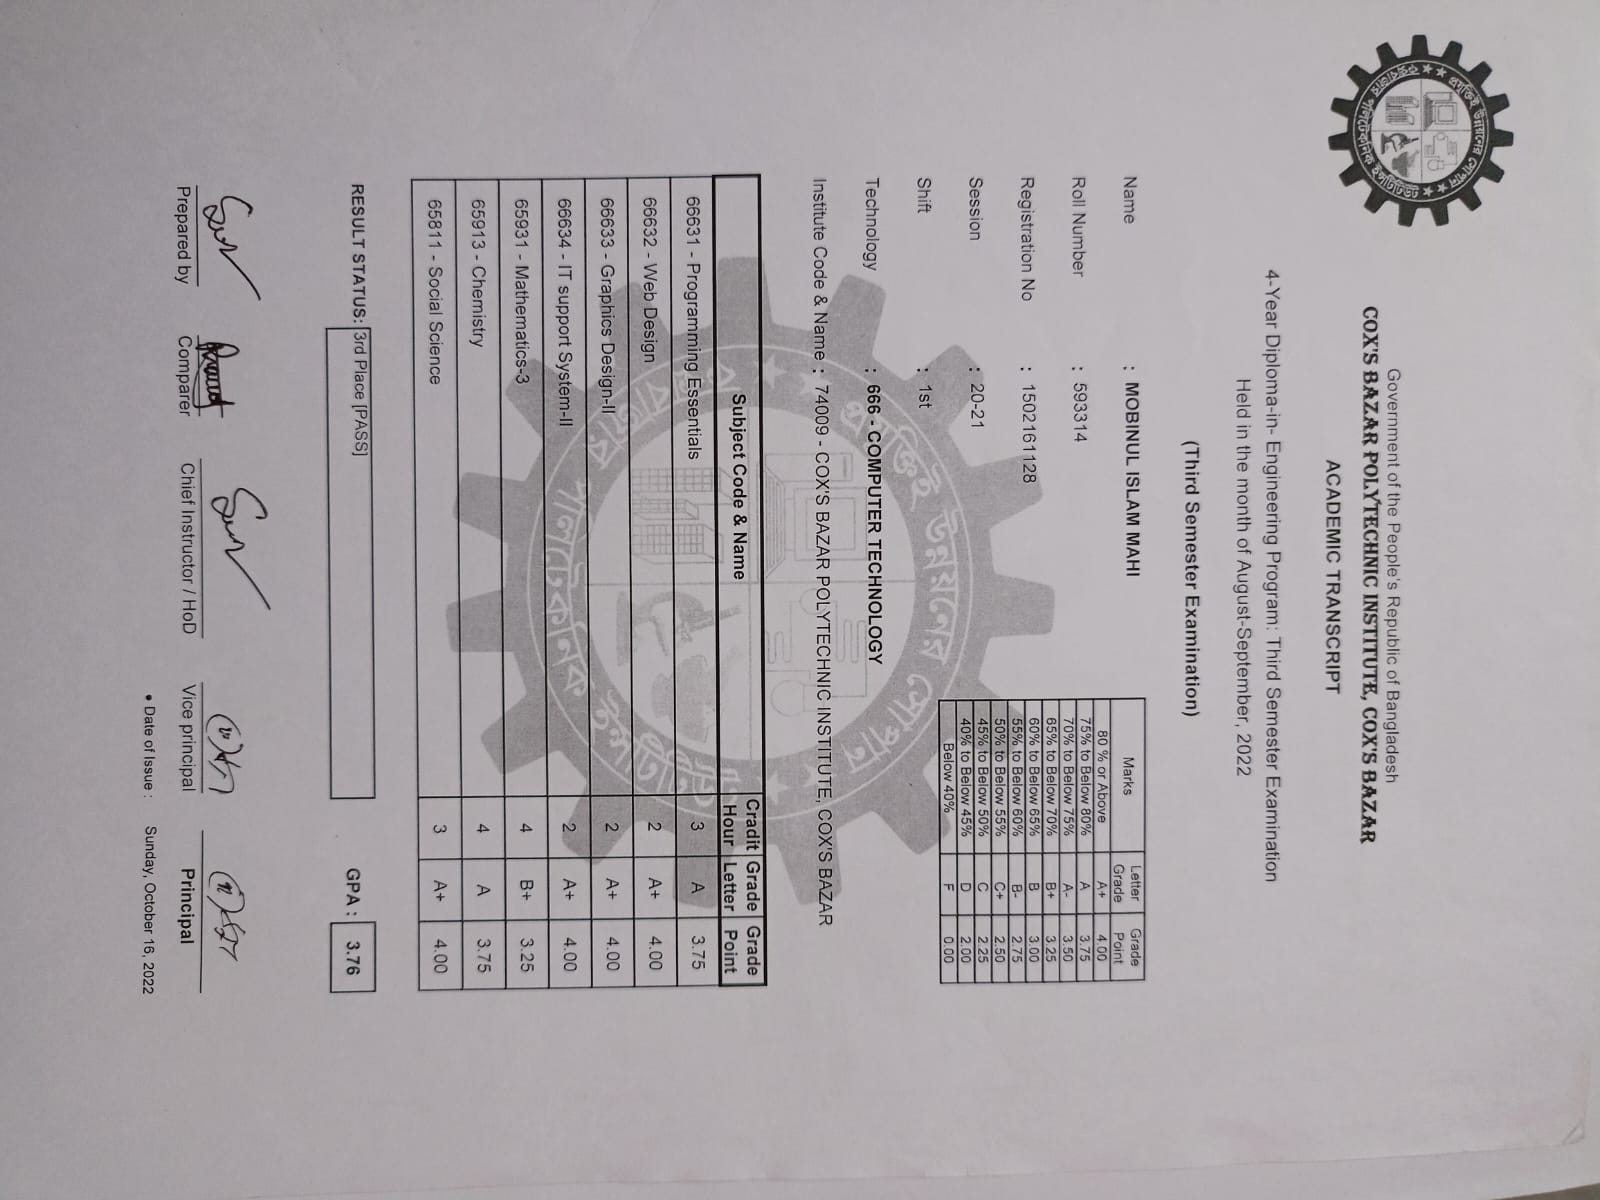 Government of the People's Republic of Bangladesh
COX'S BAZAR POLYTECHNIC INSTITUTE, COX'S BAZAR
ACADEMIC TRANSCRIPT
4-Year Diploma-in- Engineering Program: Third Semester Examination
Held in the month of August-September, 2022
(Third Semester Examination)
Name : MOBINUL ISLAM MAHI
Roll Number : 593314
Registration No : 1502161128
Session : 20-21
Shift : 1st
Technology : 666 - COMPUTER TECHNOLOGY
Institute Code & Name : 74009 - COX'S BAZAR POLYTECHNIC INSTITUTE, COX'S BAZAR
Marks Letter Grade Grade Point
80 % or Above A+ 4.00
75% to Below 80% A 3.75
70% to Below 75% A- 3.50
65% to Below 70% B+ 3.25
60% to Below 65% B 3.00
55% to Below 60% B- 2.75
50% to Below 55% C+ 2.50
45% to Below 50% C 2.25
40% to Below 45% D 2.00
Below 40% F 0.00
Subject Code & Name Cradit Hour Grade Letter Grade Point
66631 - Programming Essentials 3 A 3.75
66632 - Web Design 2 A+ 4.00
66633 - Graphics Design-II 2 A+ 4.00
66634 - IT support System-II 2 A+ 4.00
65931 - Mathematics-3 4 B+ 3.25
65913 - Chemistry 4 A 3.75
65811 - Social Science 3 A+ 4.00
RESULT STATUS: 3rd Place [PASS] GPA : 3.76
Prepared by Comparer Chief Instructor / HoD Vice principal Principal
• Date of Issue : Sunday, October 16, 2022